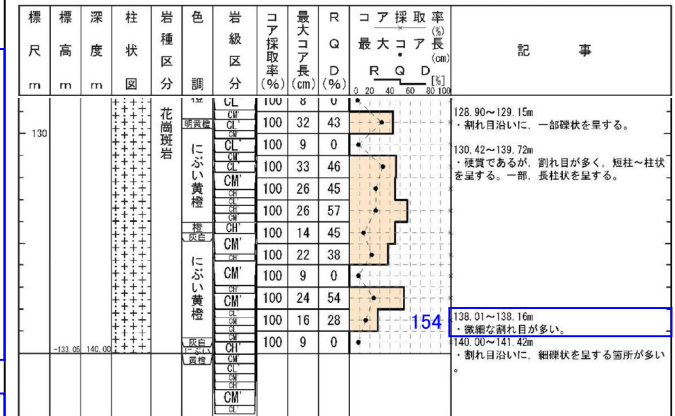 標尺 m
標高 m
深度 m
柱状図
岩種区分
色調
岩級区分
コア採取率(%)
最大コア長(cm)
RQD(%)
コア採取率(%)
最大コア長(cm)
RQD[%]
0 20 40 60 80 100
記事
CL 100 8 0
花崗斑岩
明黄橙 CM' CL' CM' 100 32 43
130
CL' 100 9 0
にぶい黄橙
100 33 46
CM' 100 26 45
100 26 57
橙 CH' 100 14 45
灰白 CM' CH 100 22 38
にぶい黄橙
CM' 100 9 0
CH CM' 100 24 54
100 16 28
灰白 CH' 100 9 0
にぶい黄橙
-133.05 140.00
CM'
CL'
128.90～129.15m
・割れ目沿いに、一部礫状を呈する。
130.42～139.72m
・硬質であるが、割れ目が多く、短柱～柱状
を呈する。一部、長柱状を呈する。
154
138.01～138.16m
・微細な割れ目が多い。
140.00～141.42m
・割れ目沿いに、細礫状を呈する箇所が多い
。